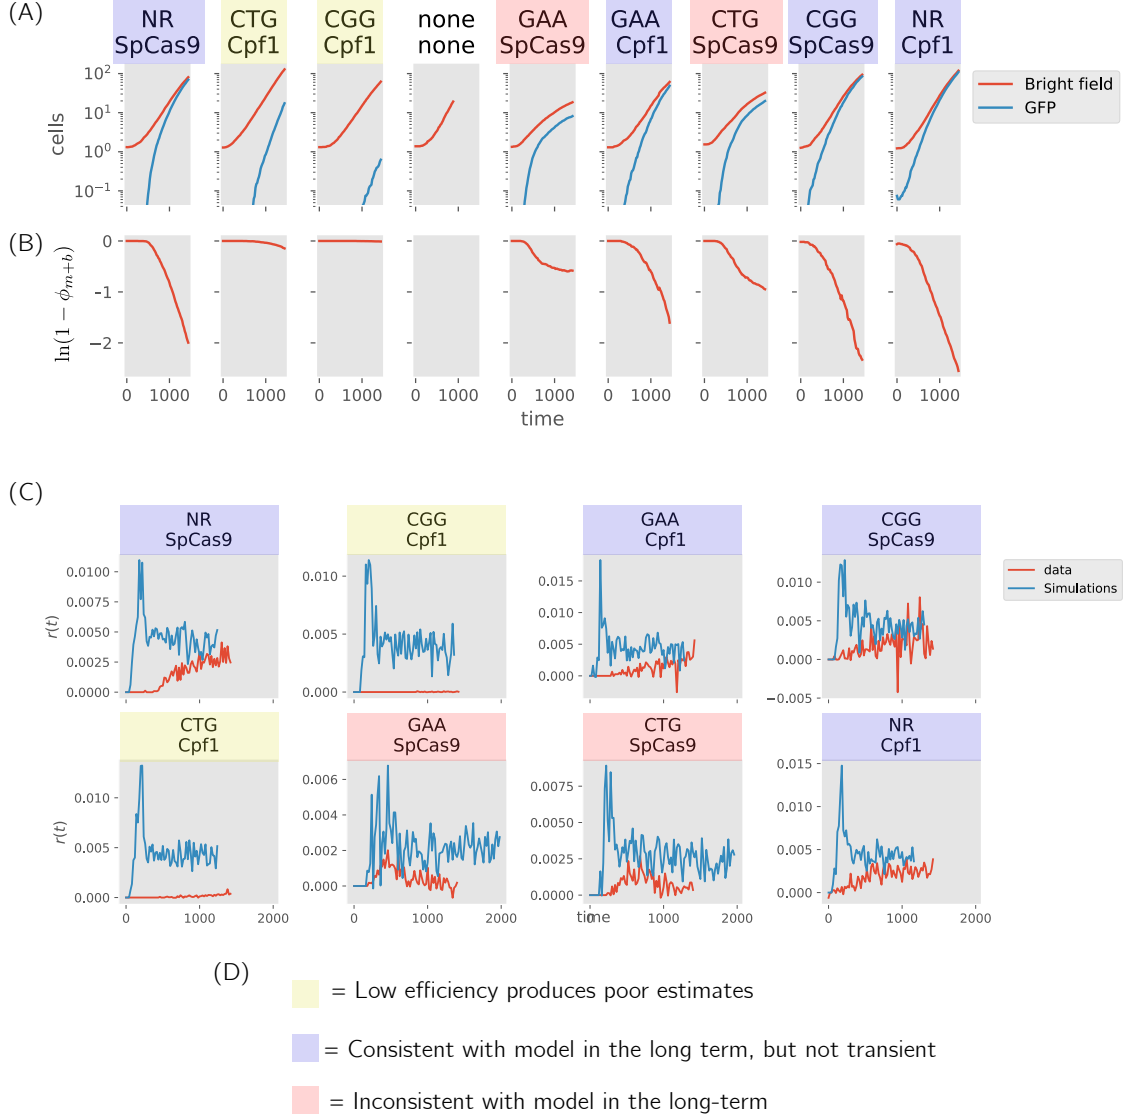 (A)
NR CTG CGG none GAA GAA CTG CGG NR
SpCas9 Cpf1 Cpf1 none SpCas9 Cpf1 SpCas9 SpCas9 Cpf1
10² 10¹ 10⁰ 10⁻¹
cells
Bright field
GFP
(B)
0 −1 −2
ln(1 − ϕₘ₊b)
0 1000 0 1000 0 1000 0 1000 0 1000 0 1000 0 1000 0 1000 0 1000
time
(C)
NR CGG GAA CGG
SpCas9 Cpf1 Cpf1 SpCas9
r(t)
0.0100 0.0075 0.0050 0.0025 0.0000
0.010 0.005 0.000
0.015 0.010 0.005 0.000
0.010 0.005 0.000 −0.005
data
Simulations
CTG GAA CTG NR
Cpf1 SpCas9 SpCas9 Cpf1
r(t)
0.010 0.005 0.000
0.006 0.004 0.002 0.000
0.0075 0.0050 0.0025 0.0000
0.015 0.010 0.005 0.000
0 1000 2000 0 1000 2000 0 1000 2000 0 1000 2000
time
(D)
= Low efficiency produces poor estimates
= Consistent with model in the long term, but not transient
= Inconsistent with model in the long-term